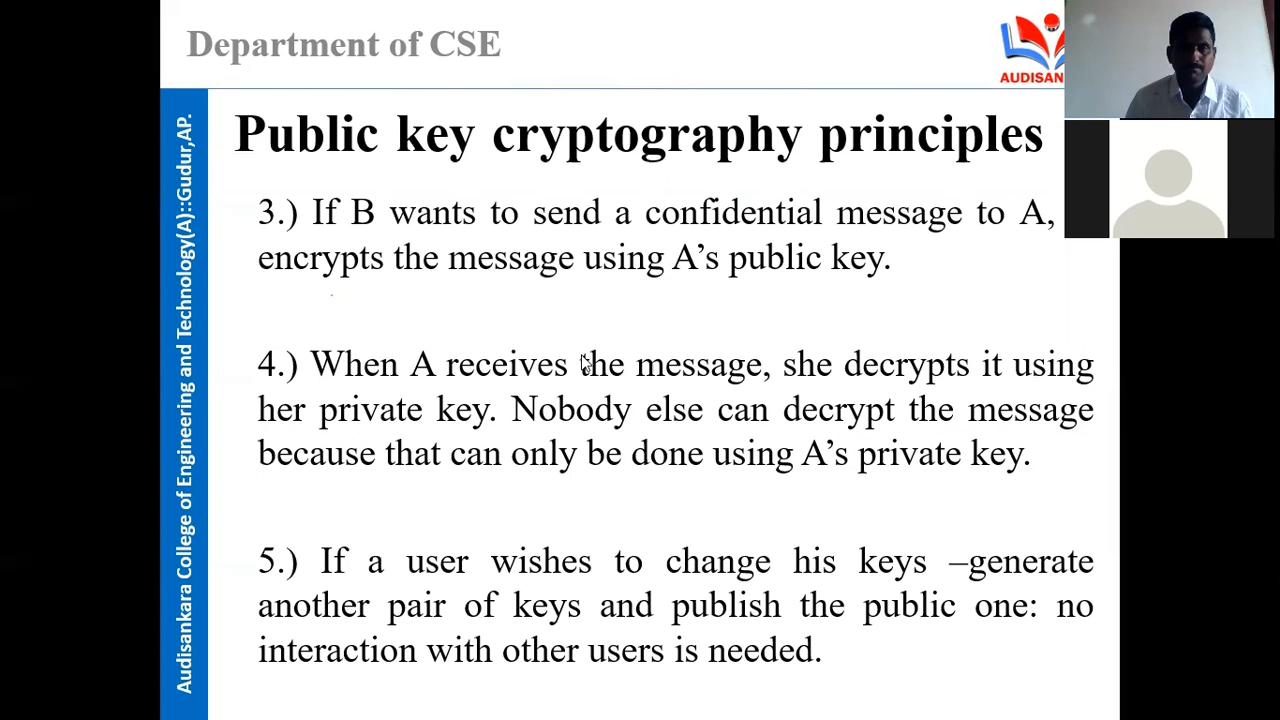 Department of CSE
AUDISAN
Audisankara College of Engineering and Technology(A)::Gudur,AP.
Public key cryptography principles
3.) If B wants to send a confidential message to A,
encrypts the message using A’s public key.
4.) When A receives the message, she decrypts it using
her private key. Nobody else can decrypt the message
because that can only be done using A’s private key.
5.) If a user wishes to change his keys –generate
another pair of keys and publish the public one: no
interaction with other users is needed.